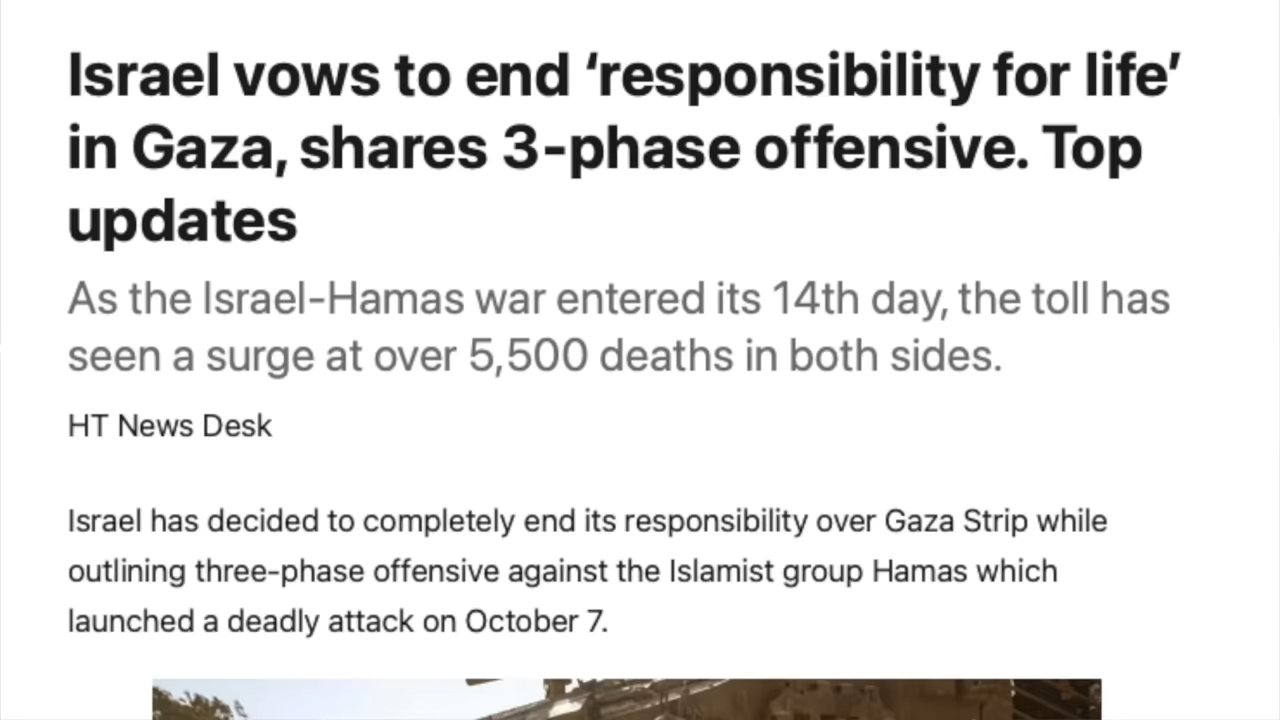 Israel vows to end ‘responsibility for life’
in Gaza, shares 3-phase offensive. Top
updates
As the Israel-Hamas war entered its 14th day, the toll has
seen a surge at over 5,500 deaths in both sides.
HT News Desk
Israel has decided to completely end its responsibility over Gaza Strip while
outlining three-phase offensive against the Islamist group Hamas which
launched a deadly attack on October 7.